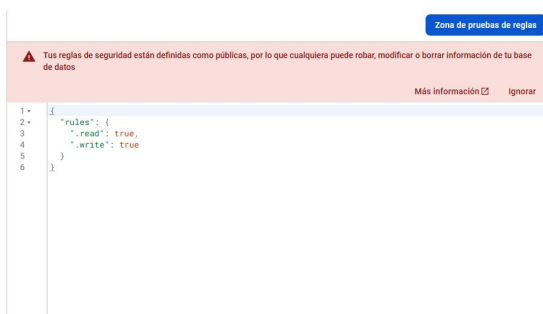 Zona de pruebas de reglas
Tus reglas de seguridad están definidas como públicas, por lo que cualquiera puede robar, modificar o borrar información de tu base
de datos
Más información Ignorar
1 {
2 "rules": {
3 ".read": true,
4 ".write": true
5 }
6 }